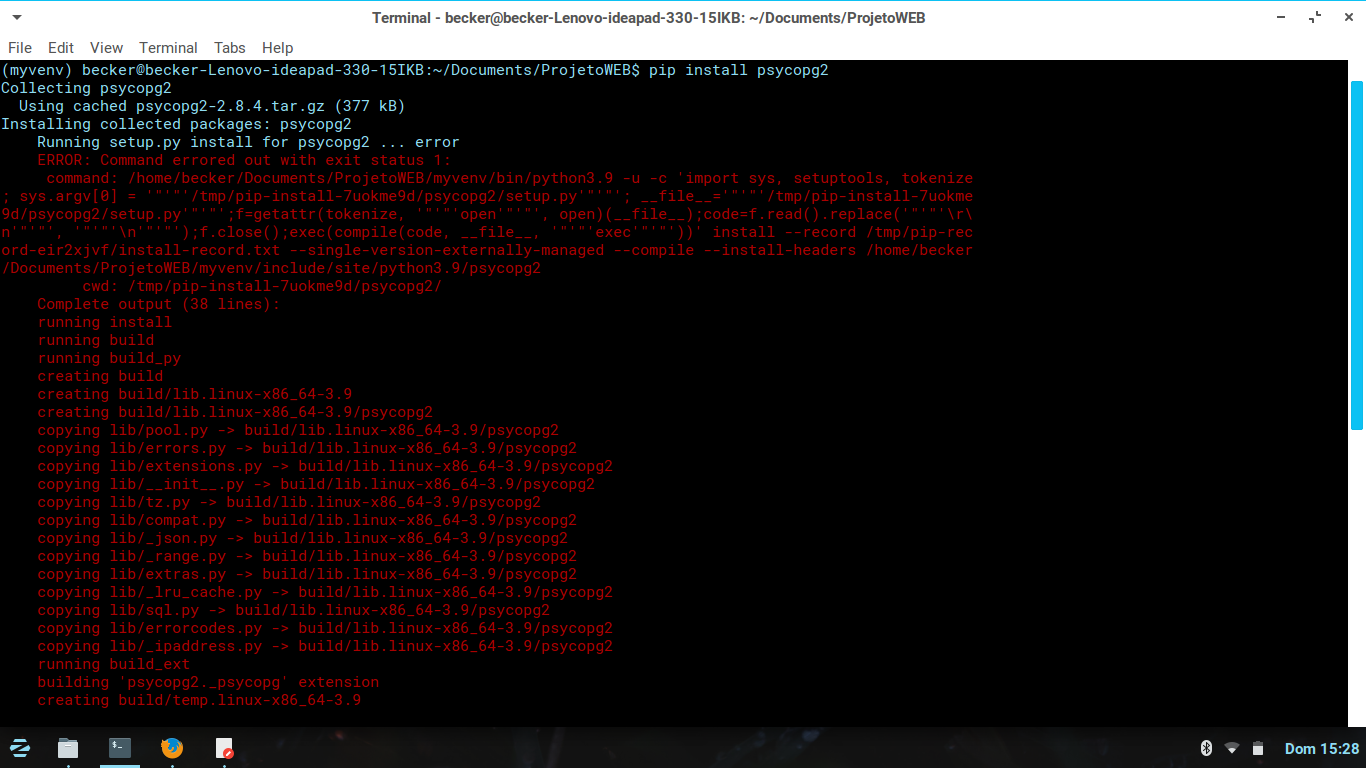 Terminal - becker@becker-Lenovo-ideapad-330-15IKB: ~/Documents/ProjetoWEB
File Edit View Terminal Tabs Help
(myvenv) becker@becker-Lenovo-ideapad-330-15IKB:~/Documents/ProjetoWEB$ pip install psycopg2
Collecting psycopg2
  Using cached psycopg2-2.8.4.tar.gz (377 kB)
Installing collected packages: psycopg2
    Running setup.py install for psycopg2 ... error
    ERROR: Command errored out with exit status 1:
     command: /home/becker/Documents/ProjetoWEB/myvenv/bin/python3.9 -u -c 'import sys, setuptools, tokenize
; sys.argv[0] = '"'"'/tmp/pip-install-7uokme9d/psycopg2/setup.py'"'"'; __file__='"'"'/tmp/pip-install-7uokme
9d/psycopg2/setup.py'"'"';f=getattr(tokenize, '"'"'open'"'"', open)(__file__);code=f.read().replace('"'"'\r\
n'"'"', '"'"'\n'"'"');f.close();exec(compile(code, __file__, '"'"'exec'"'"'))' install --record /tmp/pip-rec
ord-eir2xjvf/install-record.txt --single-version-externally-managed --compile --install-headers /home/becker
/Documents/ProjetoWEB/myvenv/include/site/python3.9/psycopg2
         cwd: /tmp/pip-install-7uokme9d/psycopg2/
    Complete output (38 lines):
    running install
    running build
    running build_py
    creating build
    creating build/lib.linux-x86_64-3.9
    creating build/lib.linux-x86_64-3.9/psycopg2
    copying lib/pool.py -> build/lib.linux-x86_64-3.9/psycopg2
    copying lib/errors.py -> build/lib.linux-x86_64-3.9/psycopg2
    copying lib/extensions.py -> build/lib.linux-x86_64-3.9/psycopg2
    copying lib/__init__.py -> build/lib.linux-x86_64-3.9/psycopg2
    copying lib/tz.py -> build/lib.linux-x86_64-3.9/psycopg2
    copying lib/compat.py -> build/lib.linux-x86_64-3.9/psycopg2
    copying lib/_json.py -> build/lib.linux-x86_64-3.9/psycopg2
    copying lib/_range.py -> build/lib.linux-x86_64-3.9/psycopg2
    copying lib/extras.py -> build/lib.linux-x86_64-3.9/psycopg2
    copying lib/_lru_cache.py -> build/lib.linux-x86_64-3.9/psycopg2
    copying lib/sql.py -> build/lib.linux-x86_64-3.9/psycopg2
    copying lib/errorcodes.py -> build/lib.linux-x86_64-3.9/psycopg2
    copying lib/_ipaddress.py -> build/lib.linux-x86_64-3.9/psycopg2
    running build_ext
    building 'psycopg2._psycopg' extension
    creating build/temp.linux-x86_64-3.9
Dom 15:28